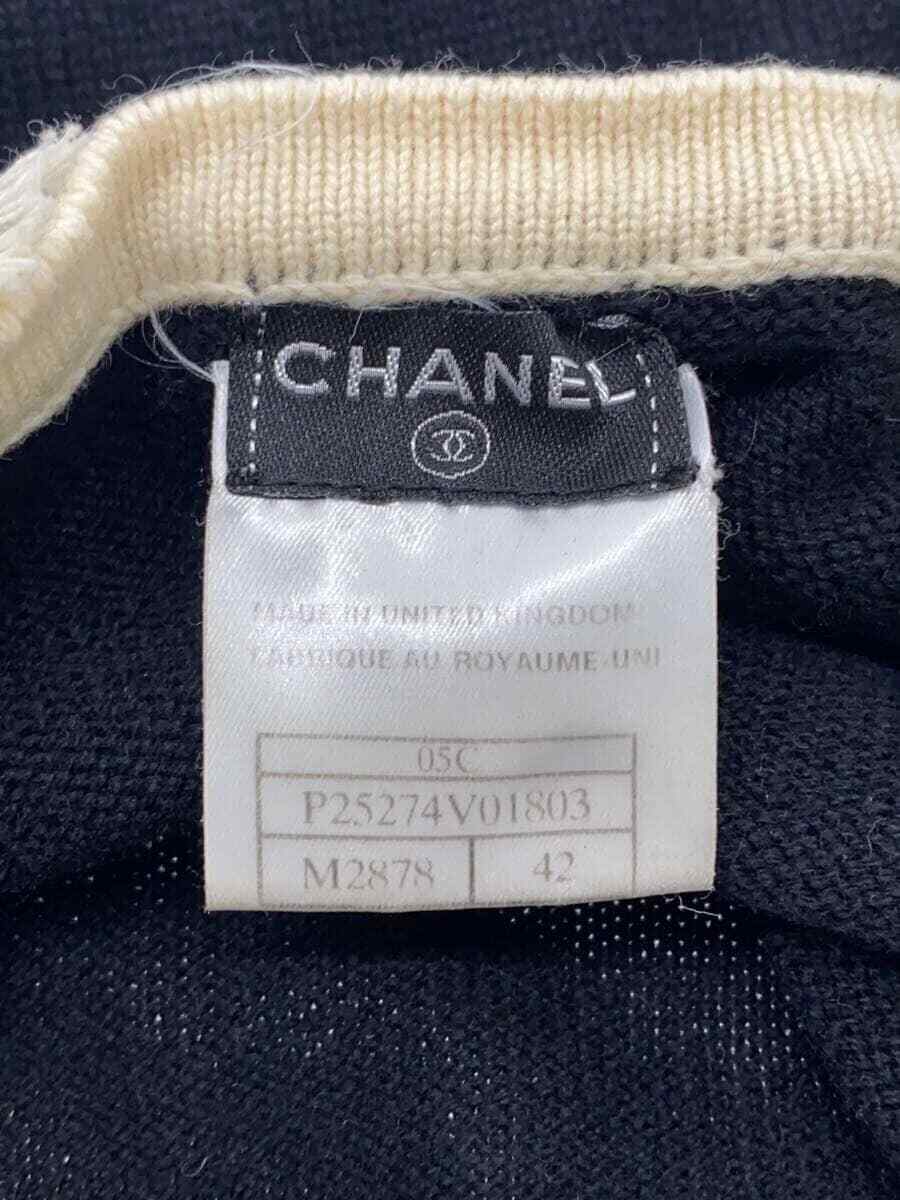 CHANEL
MADE IN UNITED KINGDOM
FABRIQUE AU ROYAUME-UNI
05C
P25274V01803
M2878 42